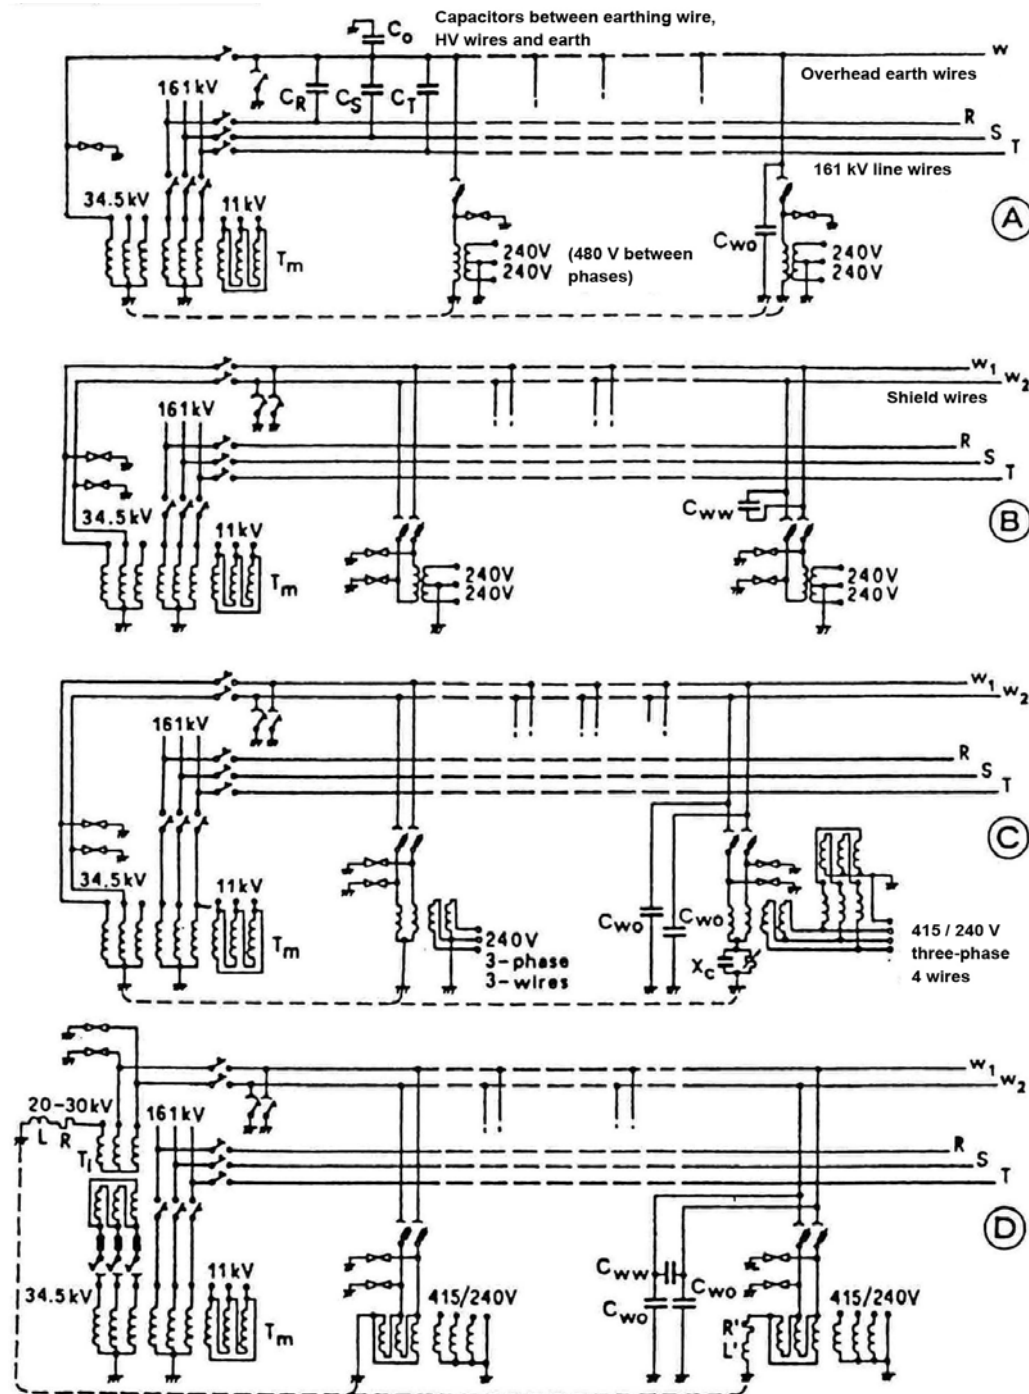 Capacitors between earthing wire,
HV wires and earth
Co
W
Overhead earth wires
161 kV
CR
CS
CT
R
S
T
161 kV line wires
34.5 kV
11kV
Tm
240V
240V
(480 V between
phases)
Cwo
240V
240V
A
W1
W2
Shield wires
161kV
R
S
T
34.5kV
11kV
Tm
Cww
240V
240V
240V
240V
B
W1
W2
161kV
R
S
T
C
34.5kV
11kV
Tm
240V
3-phase
3-wires
Cwo
Cwo
Xc
415 / 240 V
three-phase
4 wires
W1
W2
20-30kV
L R
T1
161kV
R
S
T
D
34.5kV
11kV
Tm
415/240V
Cww
Cwo
Cwo
R'
L'
415/240V